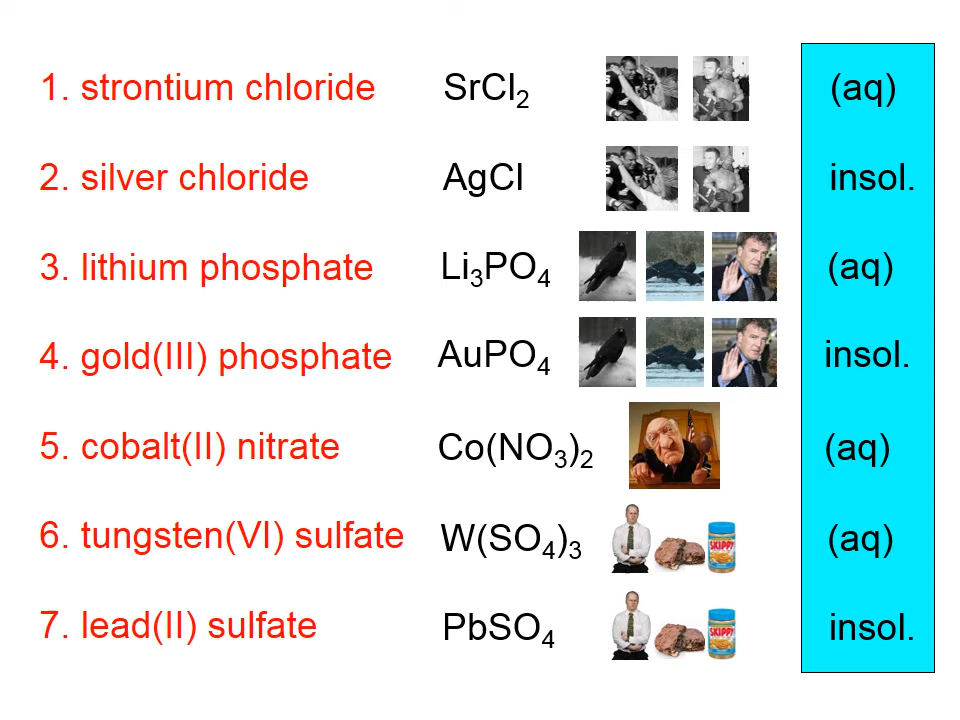 1. strontium chloride SrCl₂ (aq)
2. silver chloride AgCl insol.
3. lithium phosphate Li₃PO₄ (aq)
4. gold(III) phosphate AuPO₄ insol.
5. cobalt(II) nitrate Co(NO₃)₂ (aq)
6. tungsten(VI) sulfate W(SO₄)₃ (aq)
SKIPPY
7. lead(II) sulfate PbSO₄ insol.
SKIPPY